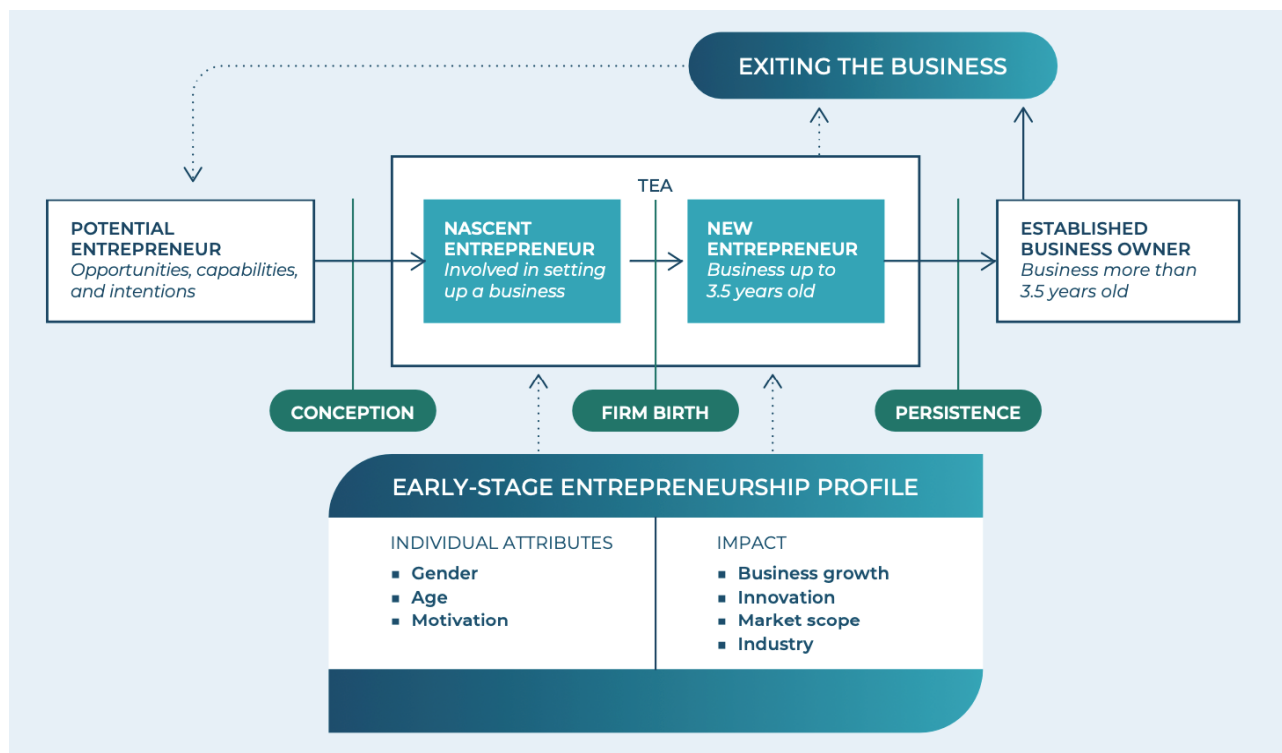 EXITING THE BUSINESS
TEA
POTENTIAL
ENTREPRENEUR
Opportunities, capabilities,
and intentions
NASCENT
ENTREPRENEUR
Involved in setting
up a business
NEW
ENTREPRENEUR
Business up to
3.5 years old
ESTABLISHED
BUSINESS OWNER
Business more than
3.5 years old
CONCEPTION
FIRM BIRTH
PERSISTENCE
EARLY-STAGE ENTREPRENEURSHIP PROFILE
INDIVIDUAL ATTRIBUTES
▪ Gender
▪ Age
▪ Motivation
IMPACT
▪ Business growth
▪ Innovation
▪ Market scope
▪ Industry